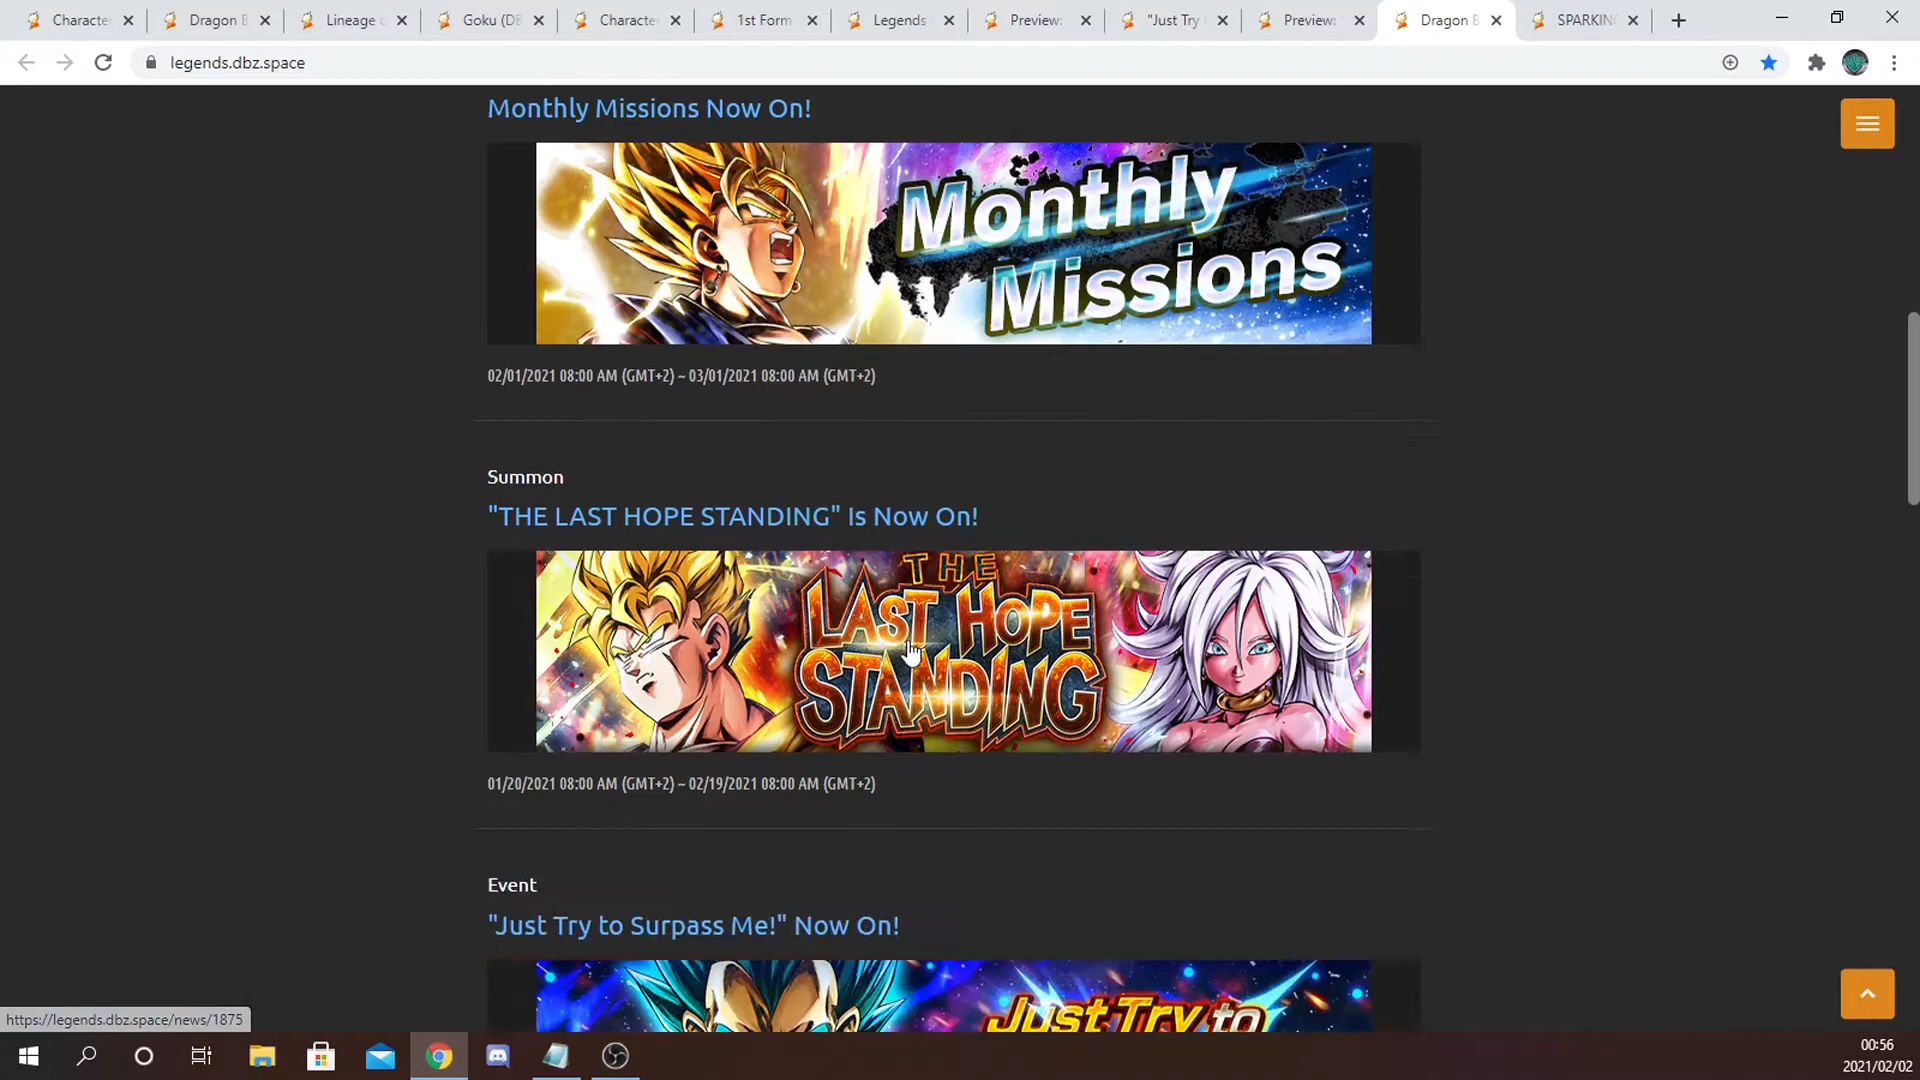 Characte
Dragon B
Lineage o
Goku (DB
Characte
1st Form
Legends
Preview:
"Just Try
Preview:
Dragon B
SPARKING
legends.dbz.space
Monthly Missions Now On!
Monthly
Missions
02/01/2021 08:00 AM (GMT+2) ~ 03/01/2021 08:00 AM (GMT+2)
Summon
"THE LAST HOPE STANDING" Is Now On!
THE
LAST HOPE
STANDING
01/20/2021 08:00 AM (GMT+2) ~ 02/19/2021 08:00 AM (GMT+2)
Event
"Just Try to Surpass Me!" Now On!
Just Try to
https://legends.dbz.space/news/1875
00:56
2021/02/02